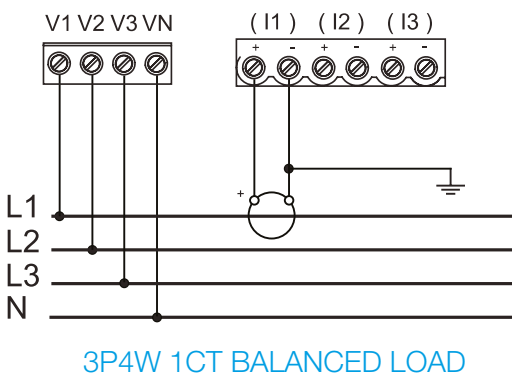 V1 V2 V3 VN ( I1 ) ( I2 ) ( I3 )
+ - + - + -
+
L1
L2
L3
N
3P4W 1CT BALANCED LOAD